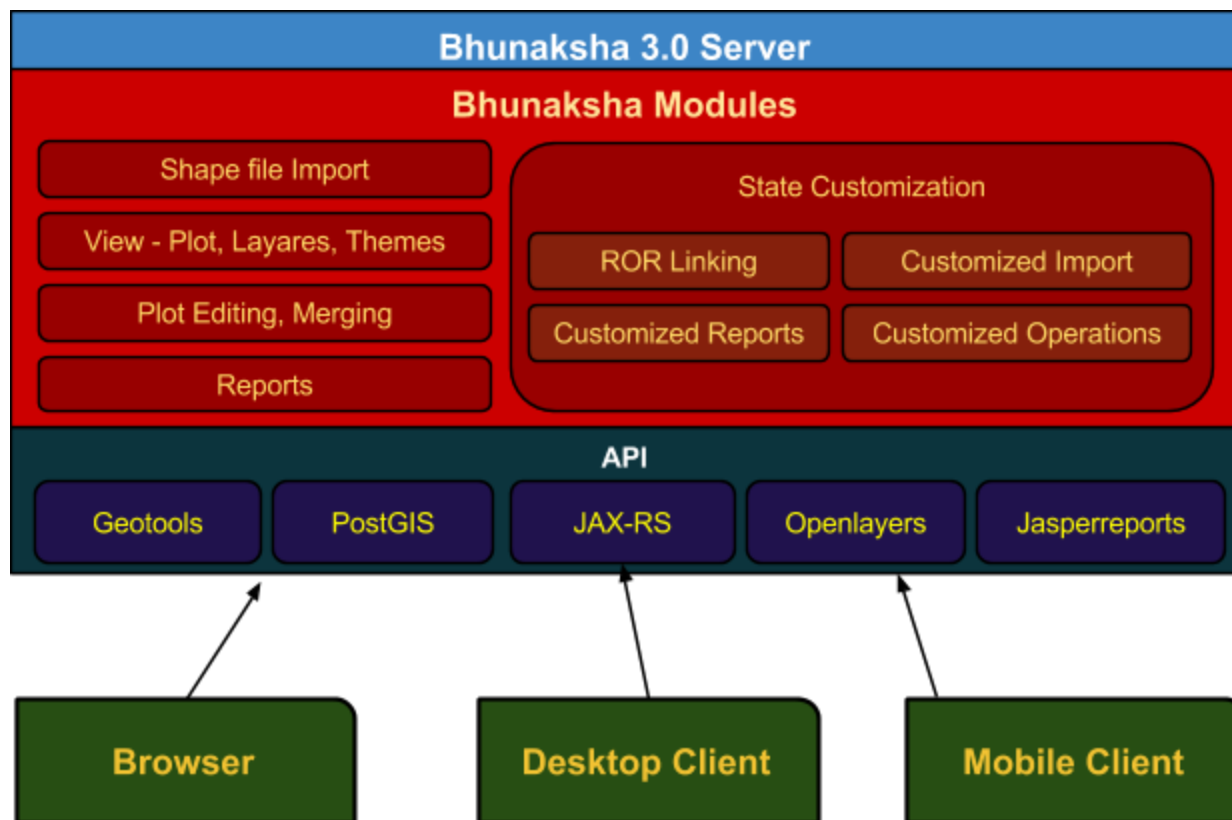 Bhunaksha 3.0 Server
Bhunaksha Modules
Shape file Import
View - Plot, Layares, Themes
Plot Editing, Merging
Reports
State Customization
ROR Linking
Customized Import
Customized Reports
Customized Operations
API
Geotools
PostGIS
JAX-RS
Openlayers
Jasperreports
Browser
Desktop Client
Mobile Client